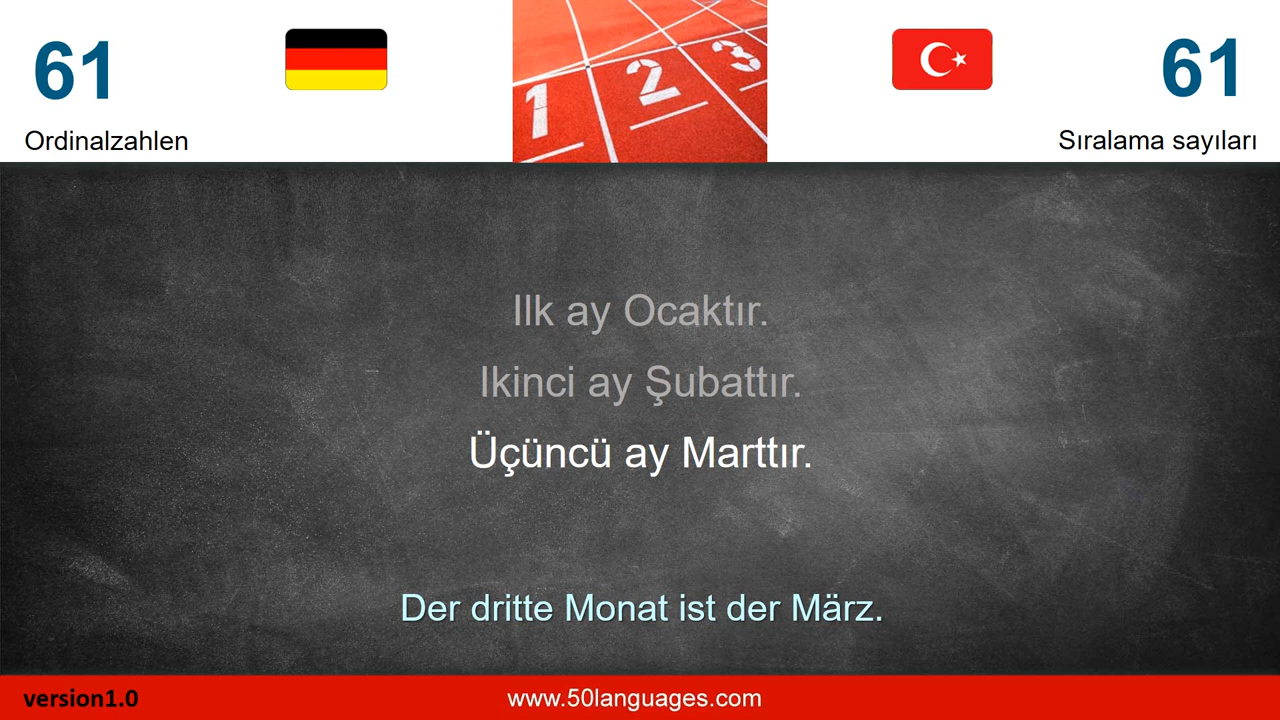 61
61
Ordinalzahlen
Sıralama sayıları
1 2 3
Ilk ay Ocaktır.
Ikinci ay Şubattır.
Üçüncü ay Marttır.
Der dritte Monat ist der März.
version1.0
www.50languages.com